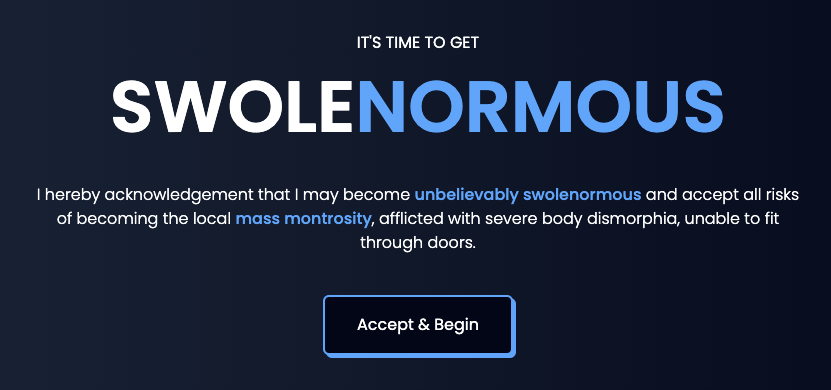 IT'S TIME TO GET
SWOLENORMOUS
I hereby acknowledgement that I may become unbelievably swolenormous and accept all risks
of becoming the local mass montrosity, afflicted with severe body dismorphia, unable to fit
through doors.
Accept & Begin